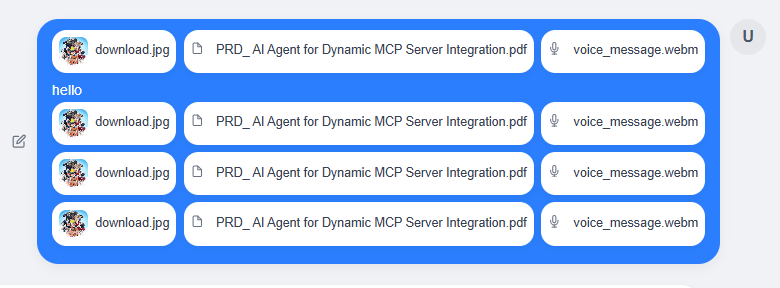 download.jpg PRD_ AI Agent for Dynamic MCP Server Integration.pdf voice_message.webm U
hello
download.jpg PRD_ AI Agent for Dynamic MCP Server Integration.pdf voice_message.webm
download.jpg PRD_ AI Agent for Dynamic MCP Server Integration.pdf voice_message.webm
download.jpg PRD_ AI Agent for Dynamic MCP Server Integration.pdf voice_message.webm